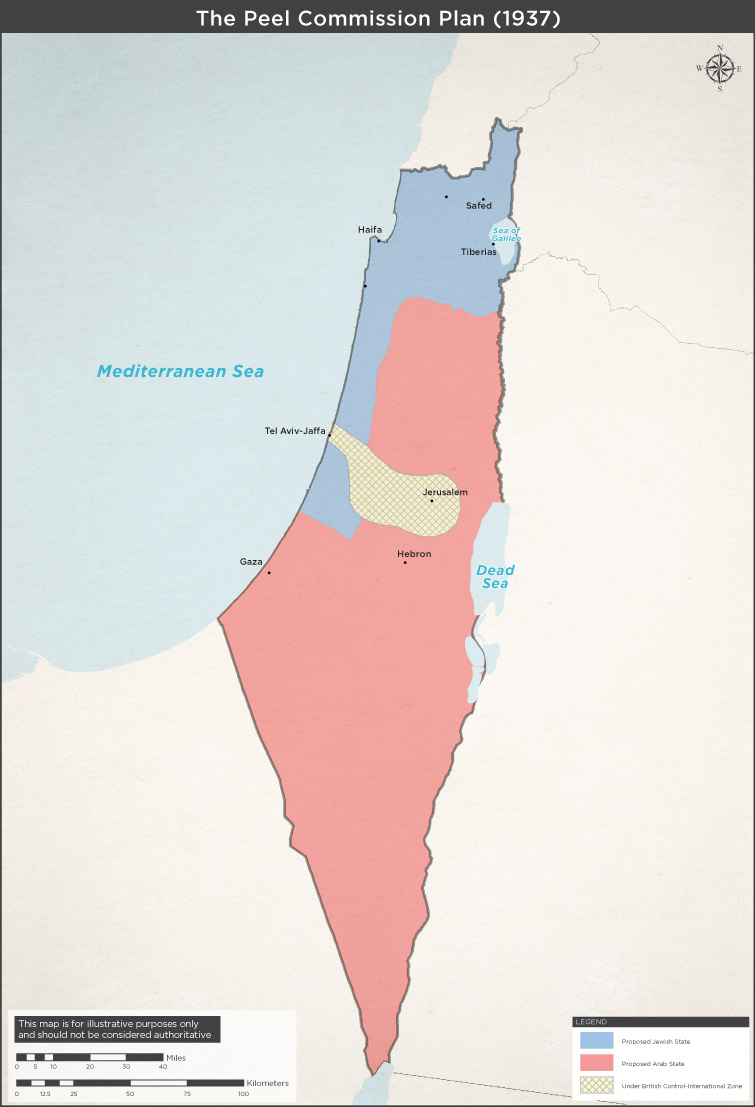 The Peel Commission Plan (1937)
N
W E
S
Safed
Haifa
Sea of
Galilee
Tiberias
Mediterranean Sea
Tel Aviv-Jaffa
Jerusalem
Hebron
Gaza
Dead
Sea
This map is for illustrative purposes only
and should not be considered authoritative
Miles
0 5 10 20 30 40
Kilometers
0 12.5 25 50 75 100
LEGEND
Proposed Jewish State
Proposed Arab State
Under British Control-International Zone